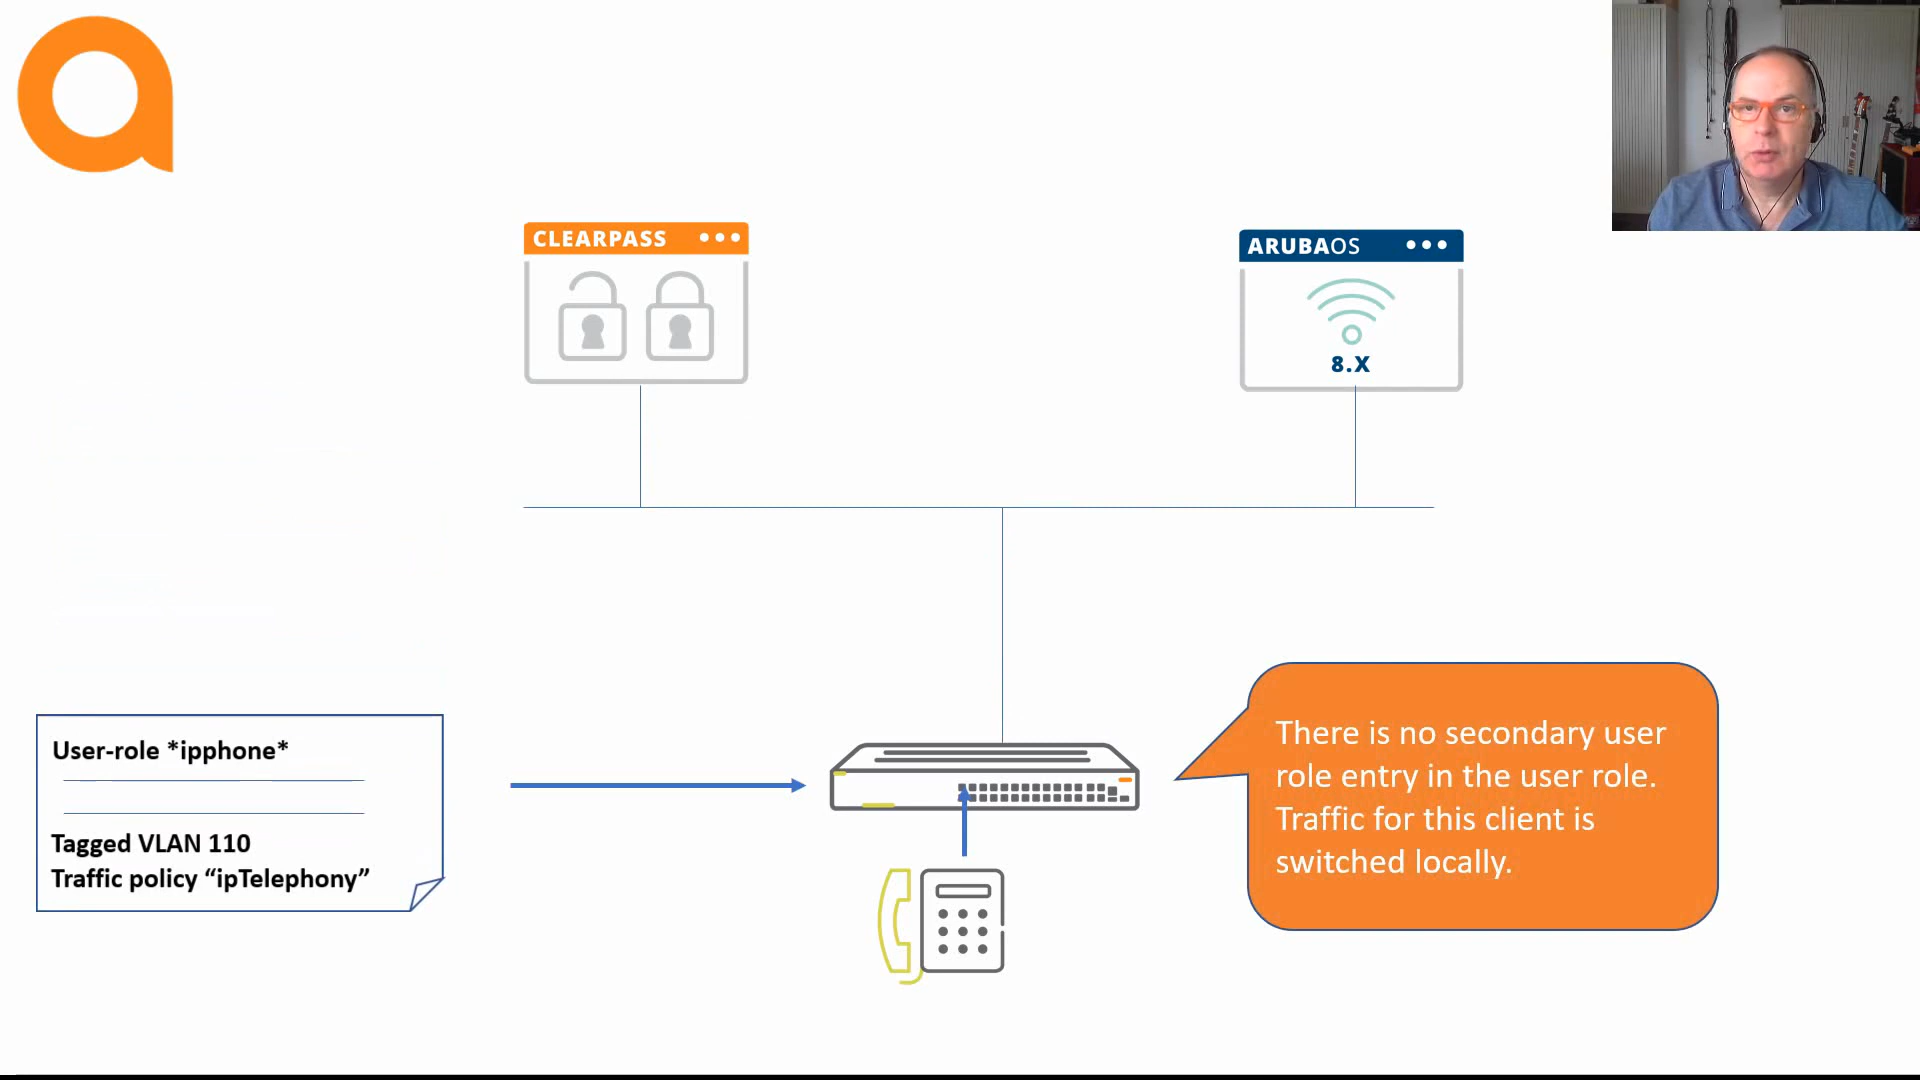 CLEARPASS
ARUBAOS
8.X
User-role *ipphone*
Tagged VLAN 110
Traffic policy “ipTelephony”
There is no secondary user
role entry in the user role.
Traffic for this client is
switched locally.